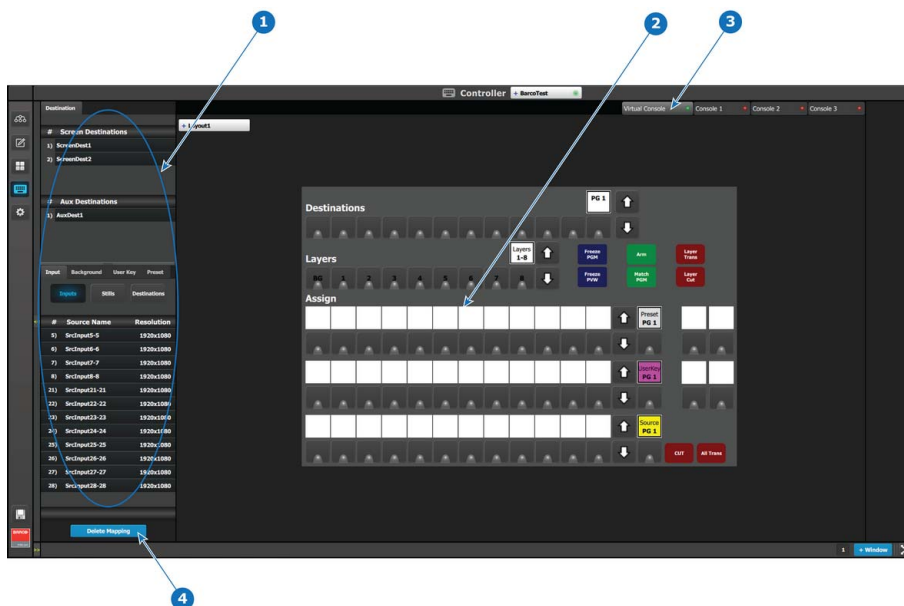 1
2
3
Controller + BarcoTest
Destination
Virtual Console
Console 1
Console 2
Console 3
# Screen Destinations
+ Layout1
1) ScreenDest1
2) ScreenDest2
# Aux Destinations
1) AuxDest1
Destinations
PG 1
Layers
Layers
1-8
Freeze
PGM
Arm
Layer
Trans
BG 1 2 3 4 5 6 7 8
Freeze
PVW
Match
PGM
Layer
Cut
Assign
Preset
PG 1
UserKey
PG 1
Source
PG 1
CUT
All Trans
Input Background User Key Preset
Inputs Stills Destinations
# Source Name Resolution
5) SrcInput5-5 1920x1080
6) SrcInput6-6 1920x1080
7) SrcInput7-7 1920x1080
8) SrcInput8-8 1920x1080
21) SrcInput21-21 1920x1080
22) SrcInput22-22 1920x1080
23) SrcInput23-23 1920x1080
24) SrcInput24-24 1920x1080
25) SrcInput25-25 1920x1080
26) SrcInput26-26 1920x1080
27) SrcInput27-27 1920x1080
28) SrcInput28-28 1920x1080
Delete Mapping
BARCO
1 + Window
4